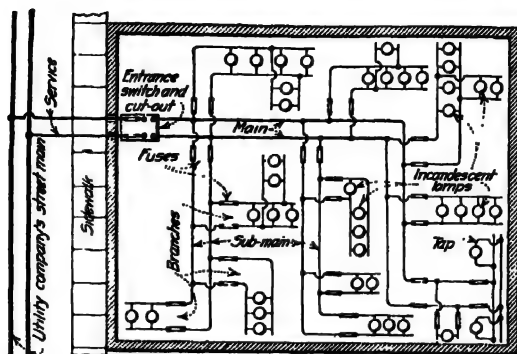 Utility company's street main
Service
Sidewalk
Entrance
switch and
cut-out
Main
Fuses
Incandescent
lamps
Branches
Sub-main
Tap